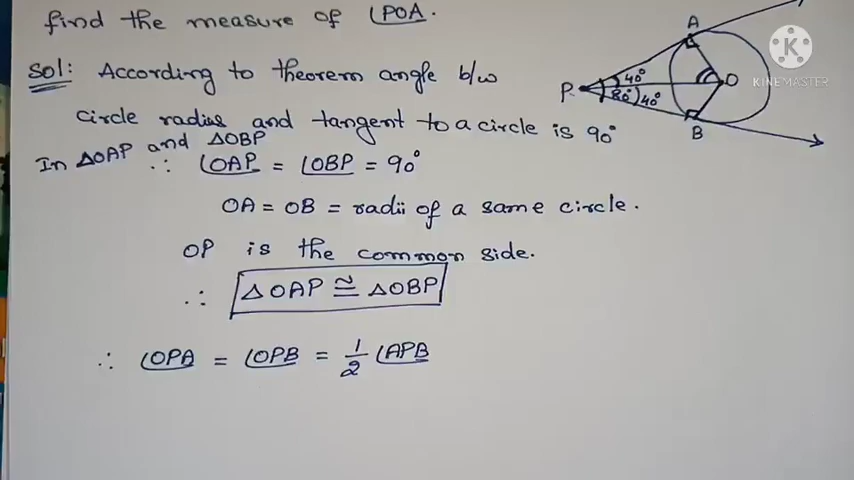 find the measure of ∠POA.
Sol: According to theorem angle b/w
circle radius and tangent to a circle is 90°
In △OAP and △OBP
∴ ∠OAP = ∠OBP = 90°
OA = OB = radii of a same circle.
OP is the common side.
∴ △OAP ≅ △OBP
∴ ∠OPA = ∠OPB = 1/2 ∠APB
A
P
40°
80°
40°
O
B
K
KINEMASTER